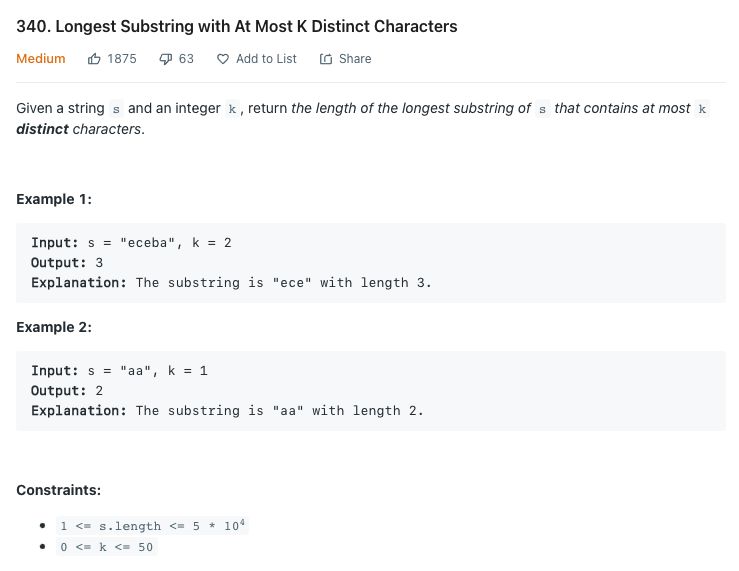 340. Longest Substring with At Most K Distinct Characters
Medium 1875 63 Add to List Share
Given a string s and an integer k, return the length of the longest substring of s that contains at most k
distinct characters.
Example 1:
Input: s = "eceba", k = 2
Output: 3
Explanation: The substring is "ece" with length 3.
Example 2:
Input: s = "aa", k = 1
Output: 2
Explanation: The substring is "aa" with length 2.
Constraints:
• 1 <= s.length <= 5 * 10⁴
• 0 <= k <= 50